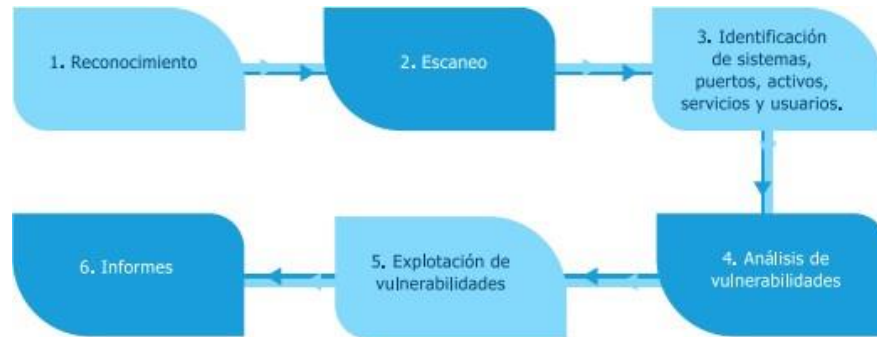 1. Reconocimiento
2. Escaneo
3. Identificación
de sistemas,
puertos, activos,
servicios y usuarios.
4. Análisis de
vulnerabilidades
5. Explotación de
vulnerabilidades
6. Informes